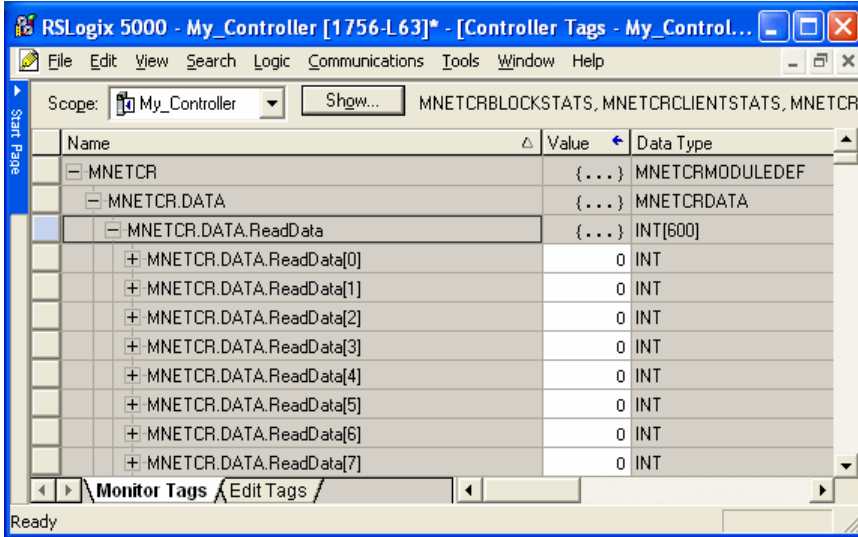 RSLogix 5000 - My_Controller [1756-L63]* - [Controller Tags - My_Control...
File Edit View Search Logic Communications Tools Window Help
Start Page
Scope: My_Controller Show... MNETCRBLOCKSTATS, MNETCRCLIENTSTATS, MNETCR
Name Value Data Type
MNETCR {...} MNETCRMODULEDEF
MNETCR.DATA {...} MNETCRDATA
MNETCR.DATA.ReadData {...} INT[600]
MNETCR.DATA.ReadData[0] 0 INT
MNETCR.DATA.ReadData[1] 0 INT
MNETCR.DATA.ReadData[2] 0 INT
MNETCR.DATA.ReadData[3] 0 INT
MNETCR.DATA.ReadData[4] 0 INT
MNETCR.DATA.ReadData[5] 0 INT
MNETCR.DATA.ReadData[6] 0 INT
MNETCR.DATA.ReadData[7] 0 INT
Monitor Tags Edit Tags
Ready